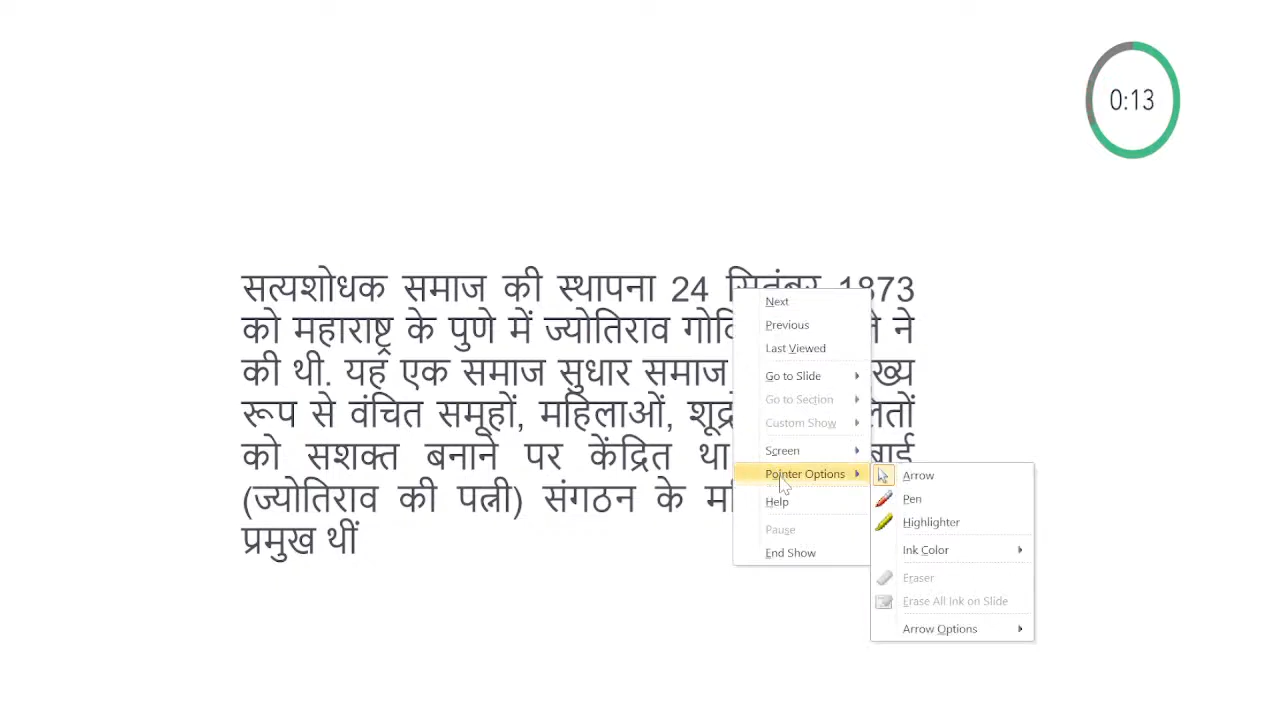 0:13
सत्यशोधक समाज की स्थापना 24 सितंबर 1873
को महाराष्ट्र के पुणे में ज्योतिराव ने
की थी. यह एक समाज सुधार समाज
रूप से वंचित समूहों, महिलाओं,
को सशक्त बनाने पर केंद्रित था
(ज्योतिराव की पत्नी) संगठन के
प्रमुख थीं
Next
Previous
Last Viewed
Go to Slide
Go to Section
Custom Show
Screen
Pointer Options
Help
Pause
End Show
Arrow
Pen
Highlighter
Ink Color
Eraser
Erase All Ink on Slide
Arrow Options